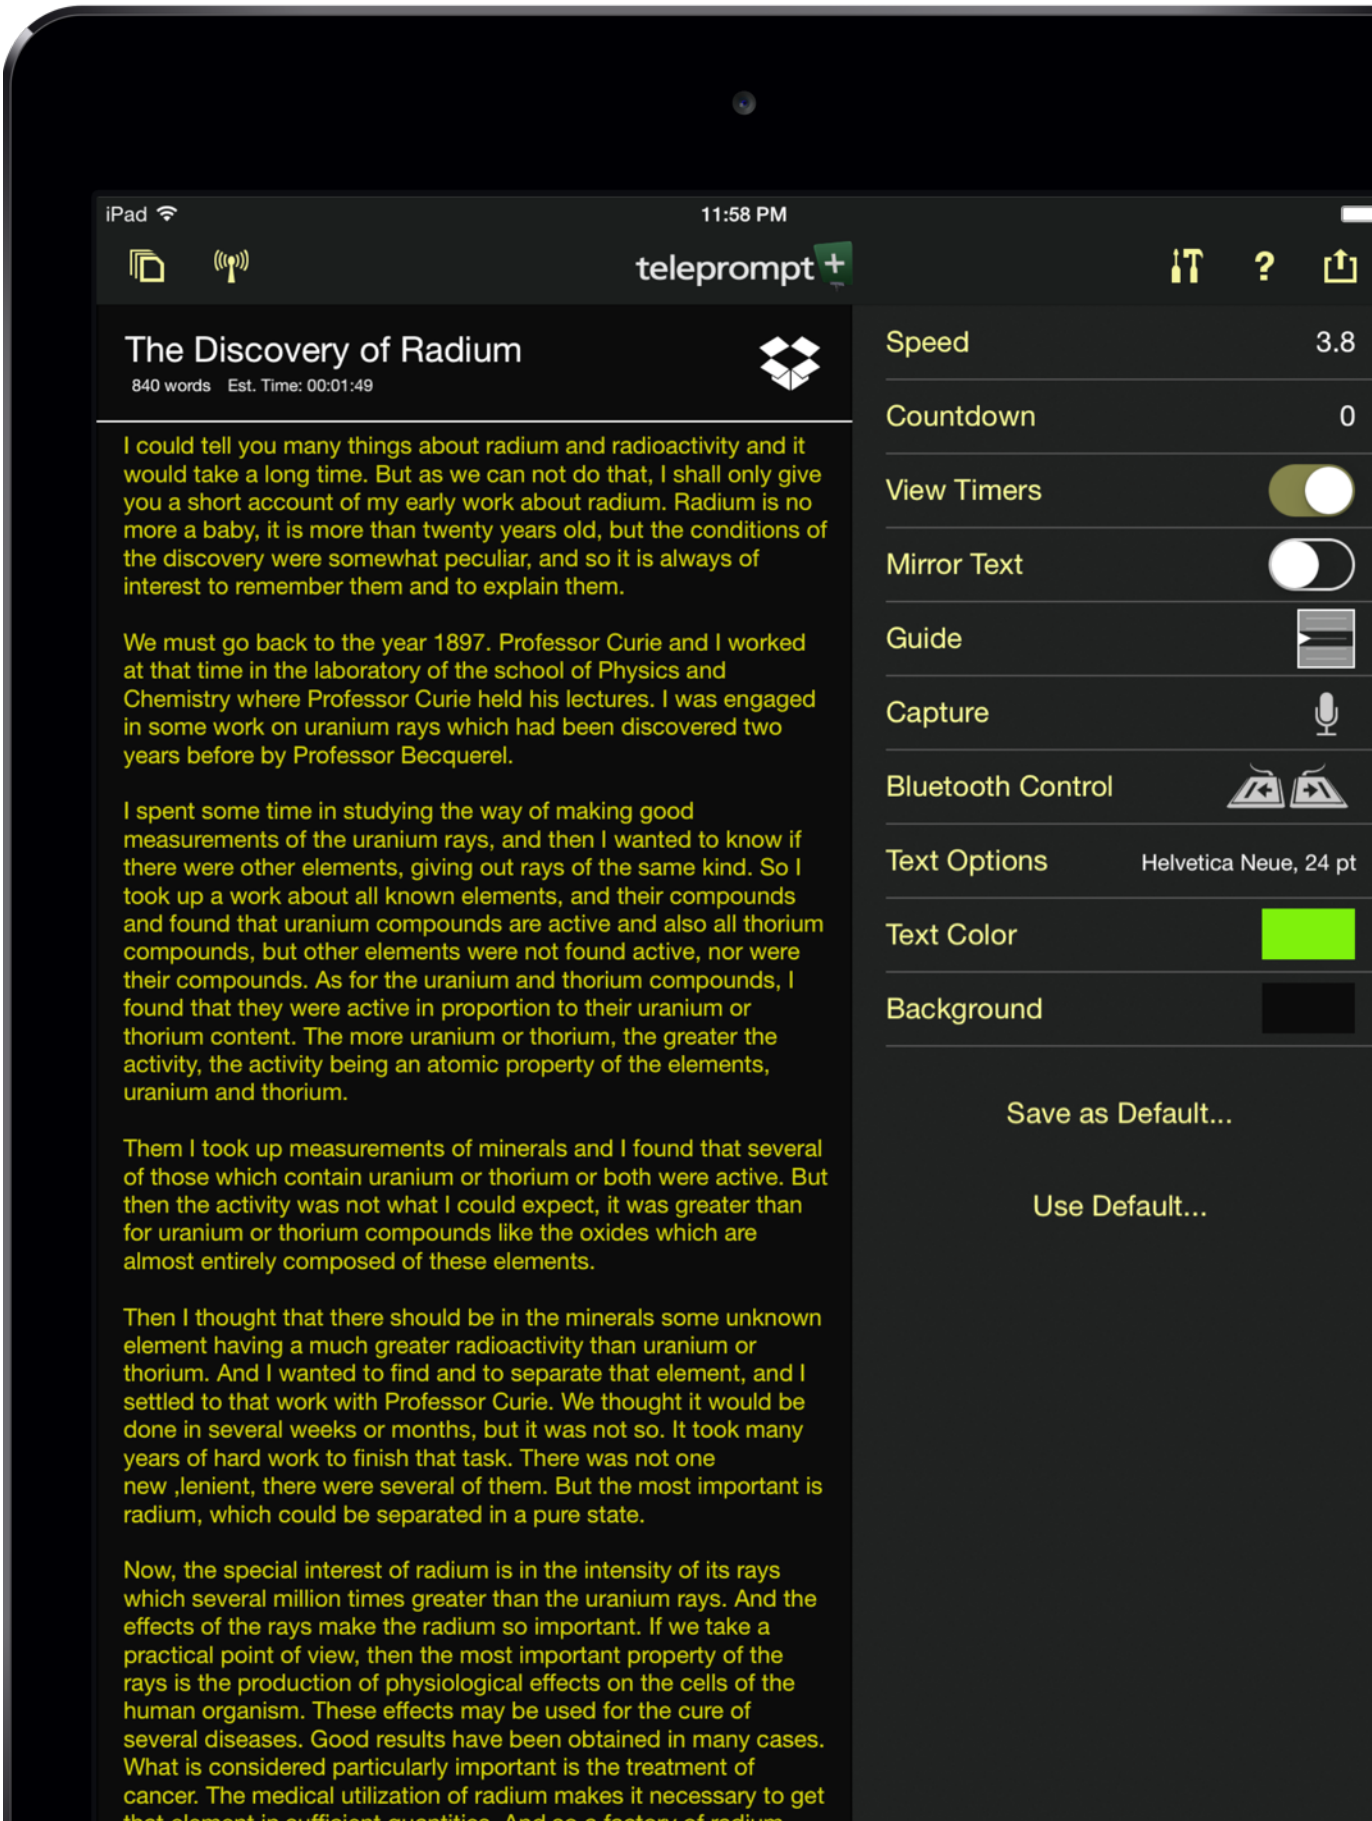 iPad
11:58 PM
teleprompt+
?
The Discovery of Radium
840 words Est. Time: 00:01:49
I could tell you many things about radium and radioactivity and it
would take a long time. But as we can not do that, I shall only give
you a short account of my early work about radium. Radium is no
more a baby, it is more than twenty years old, but the conditions of
the discovery were somewhat peculiar, and so it is always of
interest to remember them and to explain them.
We must go back to the year 1897. Professor Curie and I worked
at that time in the laboratory of the school of Physics and
Chemistry where Professor Curie held his lectures. I was engaged
in some work on uranium rays which had been discovered two
years before by Professor Becquerel.
I spent some time in studying the way of making good
measurements of the uranium rays, and then I wanted to know if
there were other elements, giving out rays of the same kind. So I
took up a work about all known elements, and their compounds
and found that uranium compounds are active and also all thorium
compounds, but other elements were not found active, nor were
their compounds. As for the uranium and thorium compounds, I
found that they were active in proportion to their uranium or
thorium content. The more uranium or thorium, the greater the
activity, the activity being an atomic property of the elements,
uranium and thorium.
Them I took up measurements of minerals and I found that several
of those which contain uranium or thorium or both were active. But
then the activity was not what I could expect, it was greater than
for uranium or thorium compounds like the oxides which are
almost entirely composed of these elements.
Then I thought that there should be in the minerals some unknown
element having a much greater radioactivity than uranium or
thorium. And I wanted to find and to separate that element, and I
settled to that work with Professor Curie. We thought it would be
done in several weeks or months, but it was not so. It took many
years of hard work to finish that task. There was not one
new ,lenient, there were several of them. But the most important is
radium, which could be separated in a pure state.
Now, the special interest of radium is in the intensity of its rays
which several million times greater than the uranium rays. And the
effects of the rays make the radium so important. If we take a
practical point of view, then the most important property of the
rays is the production of physiological effects on the cells of the
human organism. These effects may be used for the cure of
several diseases. Good results have been obtained in many cases.
What is considered particularly important is the treatment of
cancer. The medical utilization of radium makes it necessary to get
that element in sufficient quantities. And so a factory of radium
Speed 3.8
Countdown 0
View Timers
Mirror Text
Guide
Capture
Bluetooth Control
Text Options Helvetica Neue, 24 pt
Text Color
Background
Save as Default...
Use Default...